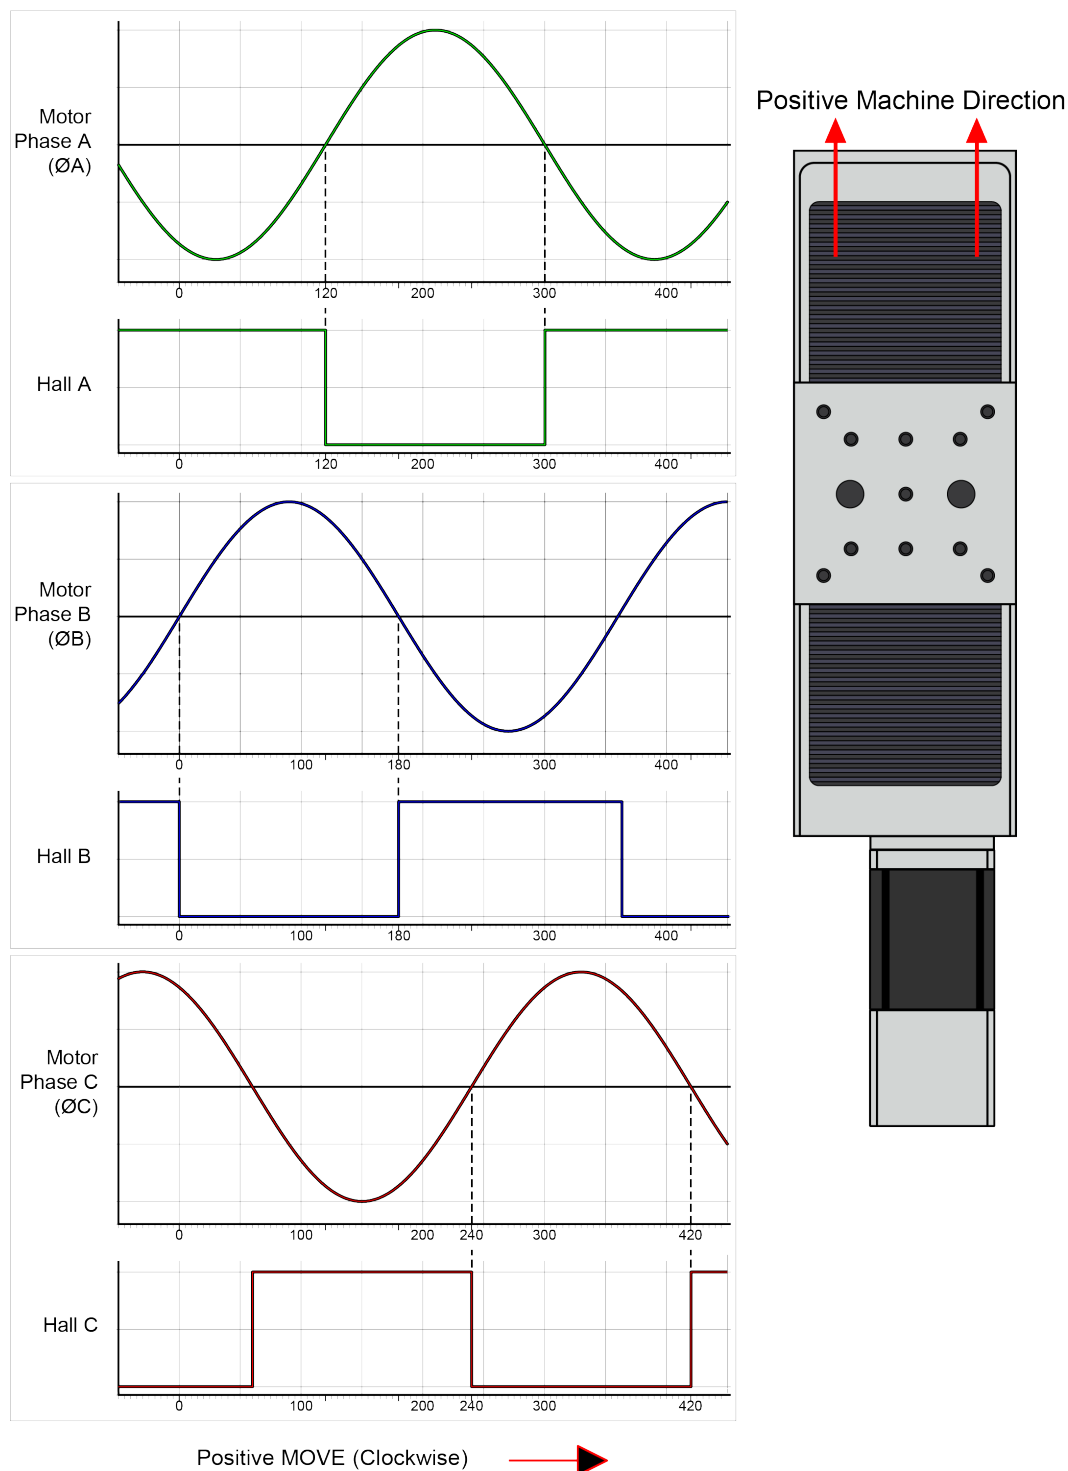 Motor
Phase A
(ØA)
0 120 200 300 400
Hall A
0 120 200 300 400
Motor
Phase B
(ØB)
0 100 180 300 400
Hall B
0 100 180 300 400
Motor
Phase C
(ØC)
0 100 200 240 300 420
Hall C
0 100 200 240 300 420
Positive MOVE (Clockwise)
Positive Machine Direction